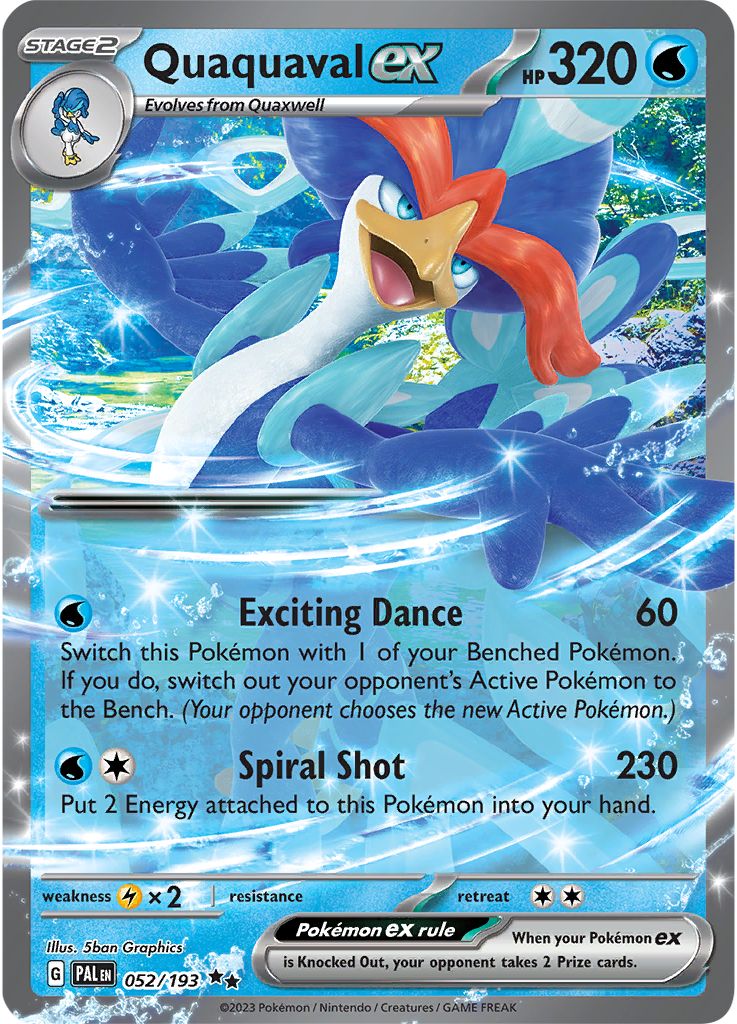 STAGE2
Quaquaval ex
HP 320
Evolves from Quaxwell
Exciting Dance 60
Switch this Pokémon with 1 of your Benched Pokémon.
If you do, switch out your opponent's Active Pokémon to
the Bench. (Your opponent chooses the new Active Pokémon.)
Spiral Shot 230
Put 2 Energy attached to this Pokémon into your hand.
weakness ×2 resistance retreat
Illus. 5ban Graphics
Pokémon ex rule
When your Pokémon ex
is Knocked Out, your opponent takes 2 Prize cards.
G PAL EN 052/193
©2023 Pokémon / Nintendo / Creatures / GAME FREAK